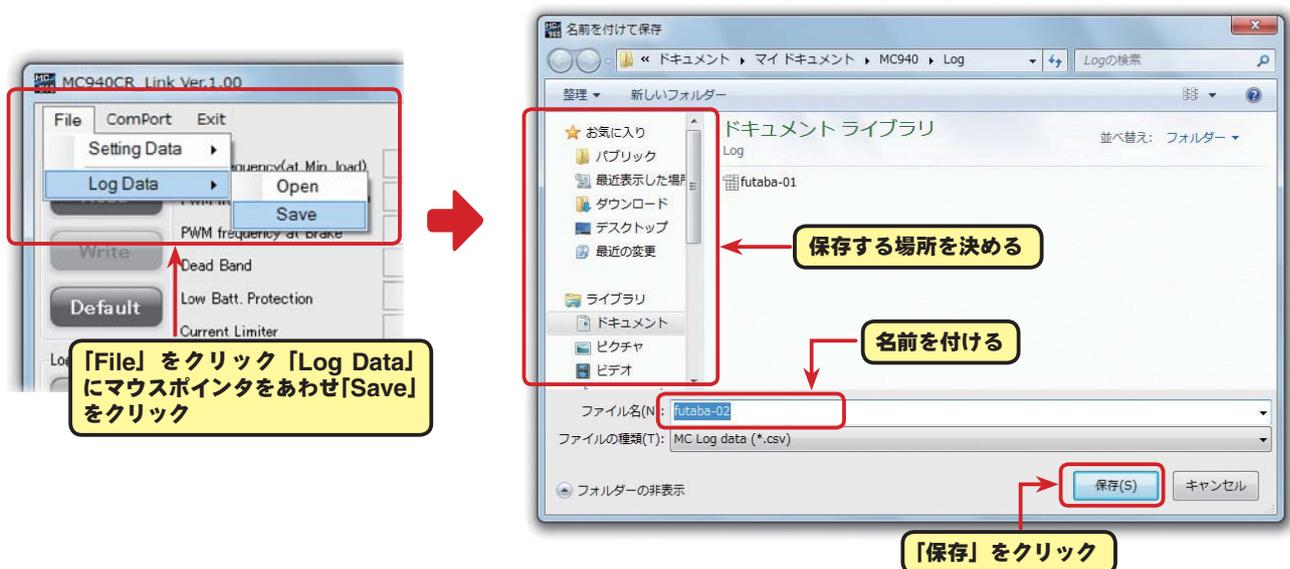 MC940CR Link Ver.1.00
File ComPort Exit
Setting Data
Log Data
Open
Save
PWM frequency at Brake
Write
Dead Band
Default
Low Batt. Protection
Current Limiter
「File」をクリック「Log Data」
にマウスポインタをあわせ「Save」
をクリック
名前を付けて保存
« ドキュメント マイ ドキュメント MC940 Log
Logの検索
整理 新しいフォルダー
お気に入り
パブリック
最近表示した場所
ダウンロード
デスクトップ
最近の変更
ライブラリ
ドキュメント
ピクチャ
ビデオ
ドキュメント ライブラリ
Log
並べ替え: フォルダー
futaba-01
保存する場所を決める
名前を付ける
ファイル名(N): futaba-02
ファイルの種類(T): MC Log data (*.csv)
フォルダーの非表示
保存(S) キャンセル
「保存」をクリック